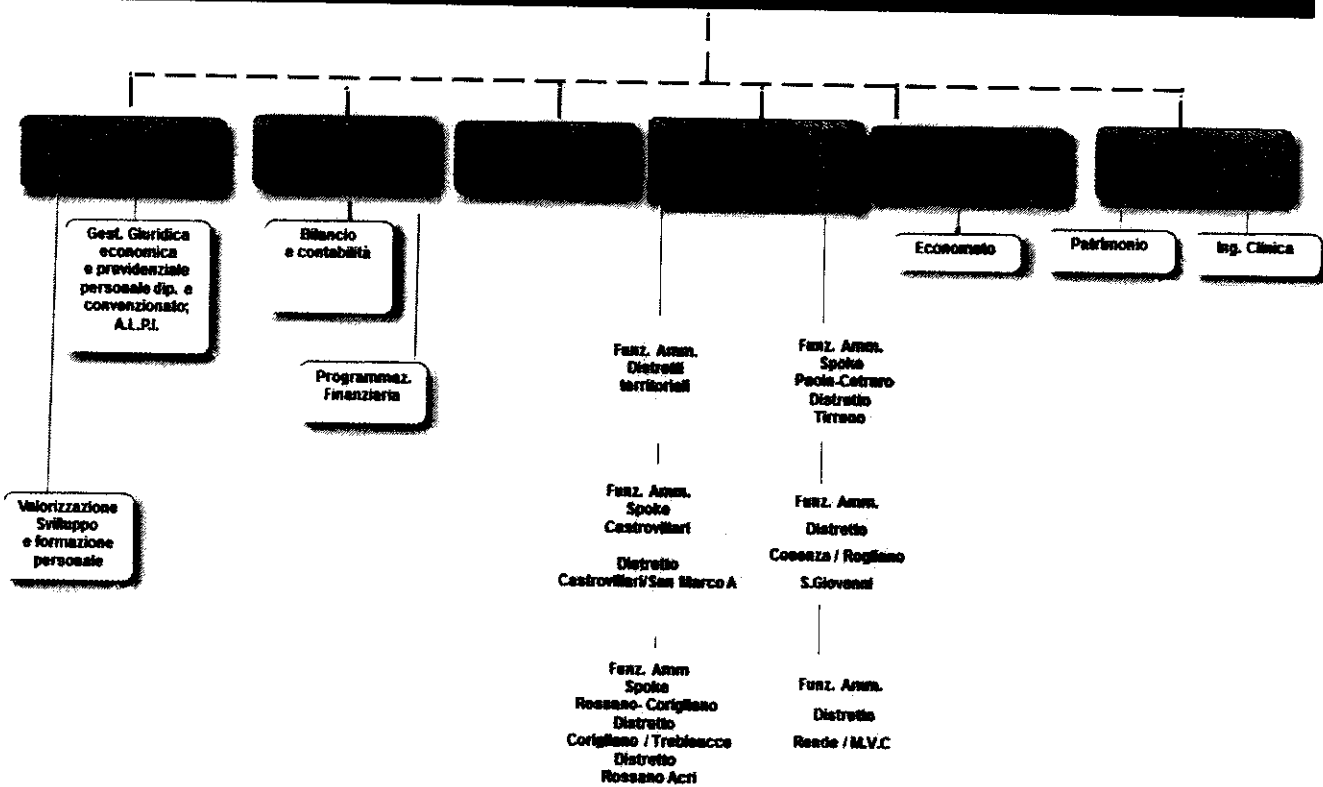 Gest. Giuridica
economica
e previdenziale
personale dip. e
convenzionato;
A.L.P.I.
Bilancio
e contabilità
Programmaz.
Finanziaria
Valorizzazione
Sviluppo
e formazione
personale
Funz. Amm.
Distretti
territoriali
Funz. Amm.
Spoke
Castrovillari
Distretto
Castrovillari/San Marco A
Funz. Amm
Spoke
Rossano- Corigliano
Distretto
Corigliano / Trebisacce
Distretto
Rossano Acri
Funz. Amm.
Spoke
Paola-Cetraro
Distretto
Tirreno
Funz. Amm.
Distretto
Cosenza / Rogliano
S.Giovanni
Funz. Amm.
Distretto
Rende / M.V.C
Economato
Patrimonio
Ing. Clinica